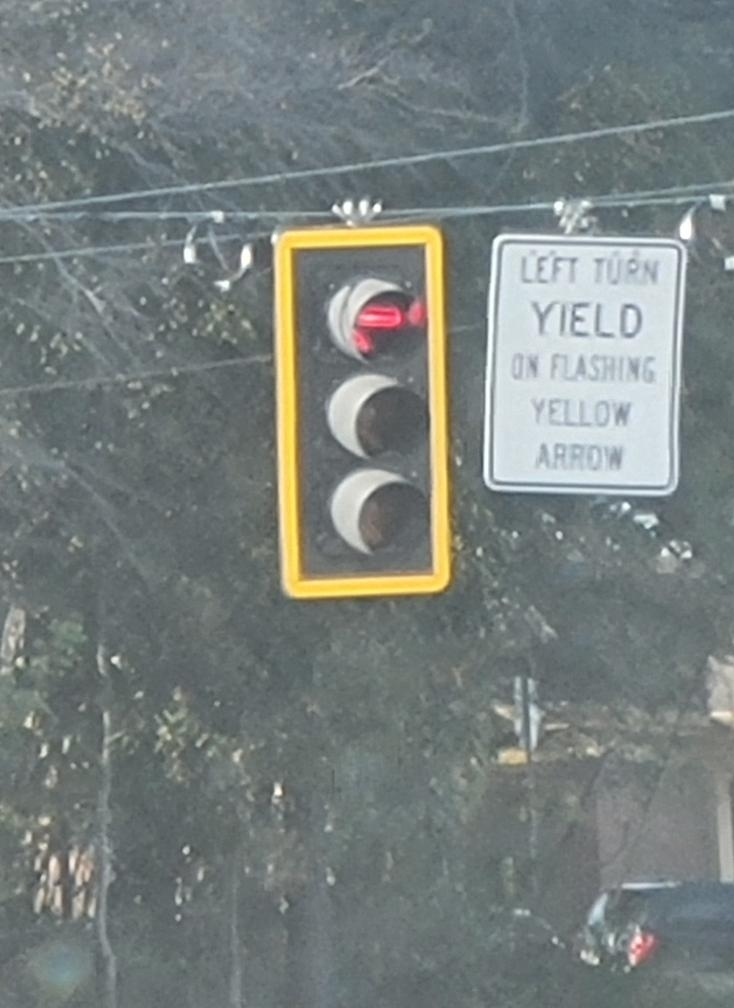 LEFT TURN
YIELD
ON FLASHING
YELLOW
ARROW